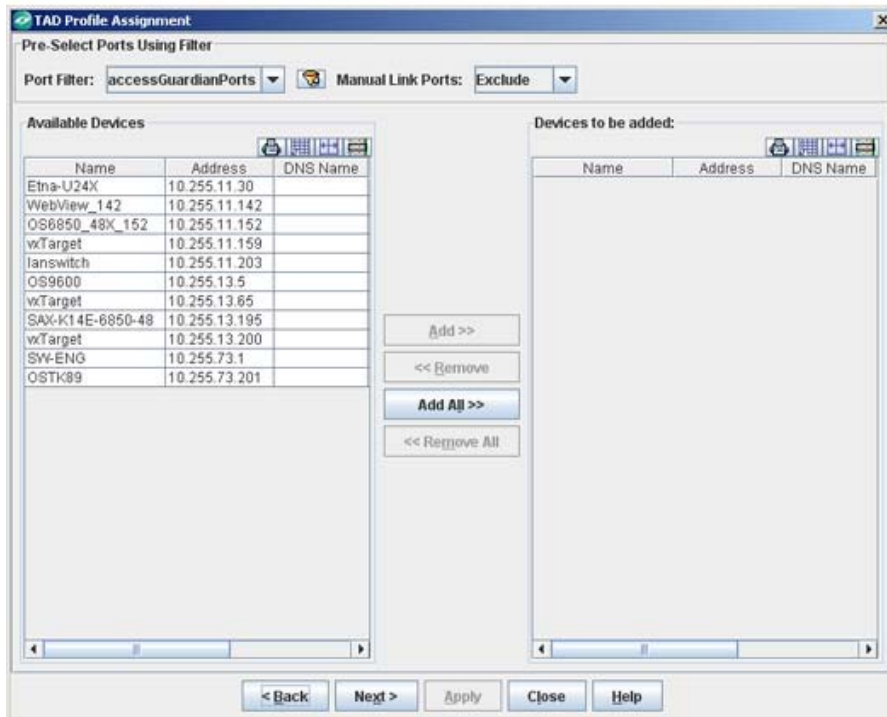 TAD Profile Assignment
Pre-Select Ports Using Filter
Port Filter: accessGuardianPorts Manual Link Ports: Exclude
Available Devices
Name Address DNS Name
Etna-U24X 10.255.11.30
WebView_142 10.255.11.142
OS6850_48X_152 10.255.11.152
vxTarget 10.255.11.159
lanswitch 10.255.11.203
OS9600 10.255.13.5
vxTarget 10.255.13.65
SAX-K14E-6850-48 10.255.13.195
vxTarget 10.255.13.200
SW-ENG 10.255.73.1
OSTK89 10.255.73.201
Add >>
<< Remove
Add All >>
<< Remove All
Devices to be added:
Name Address DNS Name
< Back Next > Apply Close Help